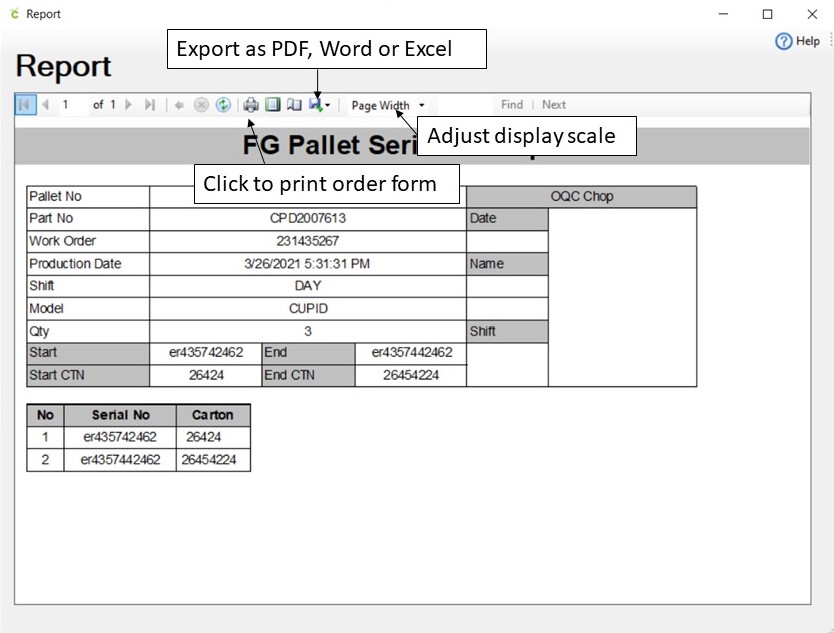 Report
Help
Report
Export as PDF, Word or Excel
1 of 1 Page Width Find Next
Adjust display scale
FG Pallet
Click to print order form
Pallet No OQC Chop
Part No CPD2007613 Date
Work Order 231435267
Production Date 3/26/2021 5:31:31 PM Name
Shift DAY
Model CUPID
Qty 3 Shift
Start er435742462 End er4357442462
Start CTN 26424 End CTN 26454224
No Serial No Carton
1 er435742462 26424
2 er4357442462 26454224